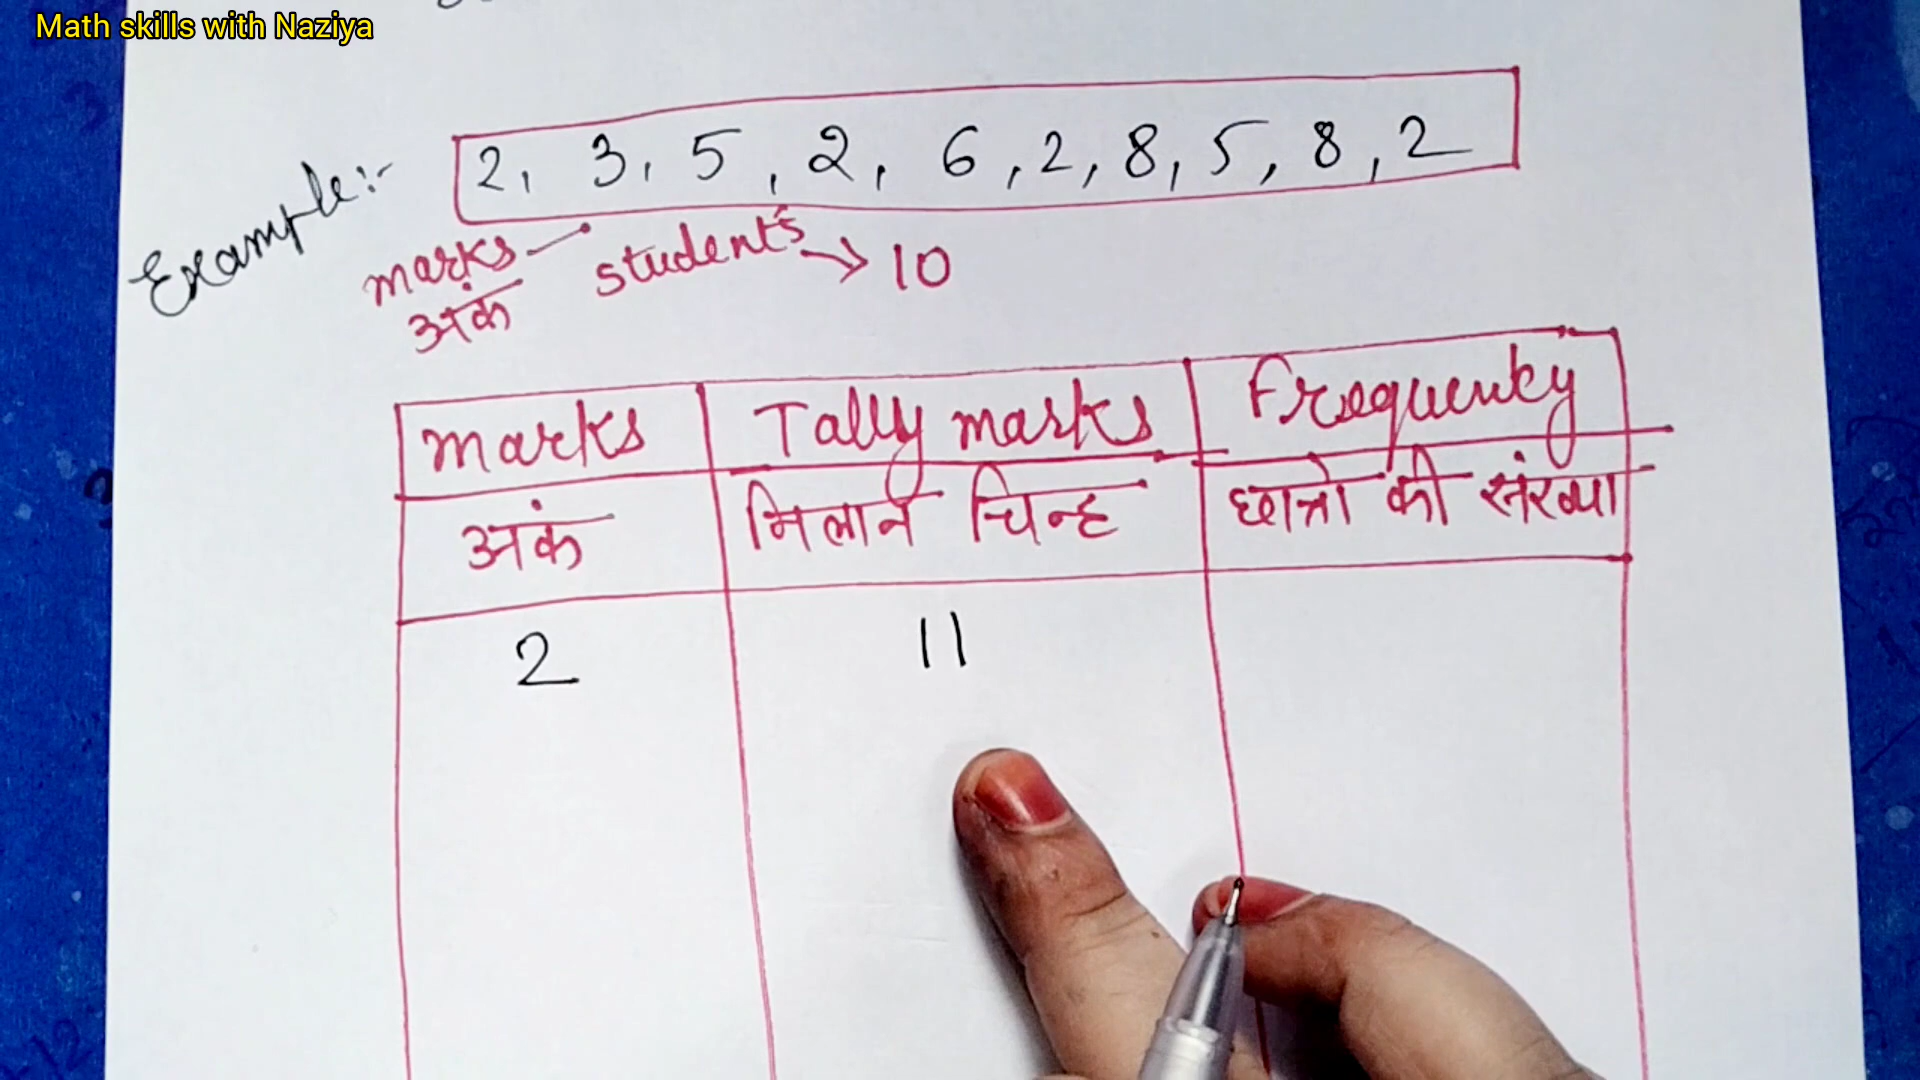 Math skills with Naziya
Example:-
2, 3, 5, 2, 6, 2, 8, 5, 8, 2
marks students → 10
अंक
marks Tally marks Frequenky
अंक मिलान चिन्ह छात्रो की संख्या
2 ||